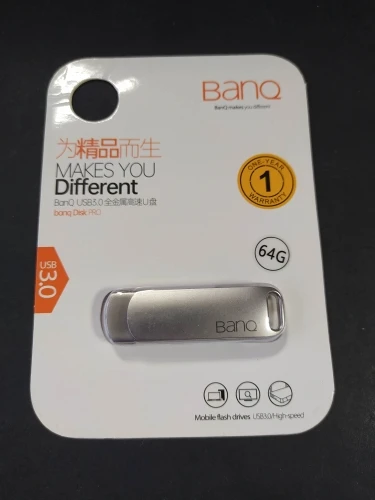 BanQ
BanQ makes you different
为精品而生
MAKES YOU
Different
BanQ USB3.0 全金属高速U盘
banq Disk PRO
ONE-YEAR
1
WARRANTY
64G
USB
3.0
BanQ
Mobile flash drives USB3.0/High-speed